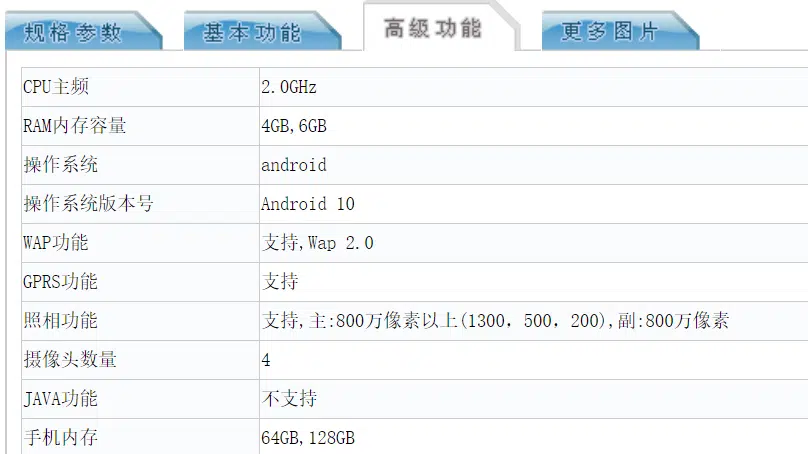 规格参数 基本功能 高级功能 更多图片
CPU主频 2.0GHz
RAM内存容量 4GB,6GB
操作系统 android
操作系统版本号 Android 10
WAP功能 支持,Wap 2.0
GPRS功能 支持
照相功能 支持,主:800万像素以上(1300，500，200),副:800万像素
摄像头数量 4
JAVA功能 不支持
手机内存 64GB,128GB